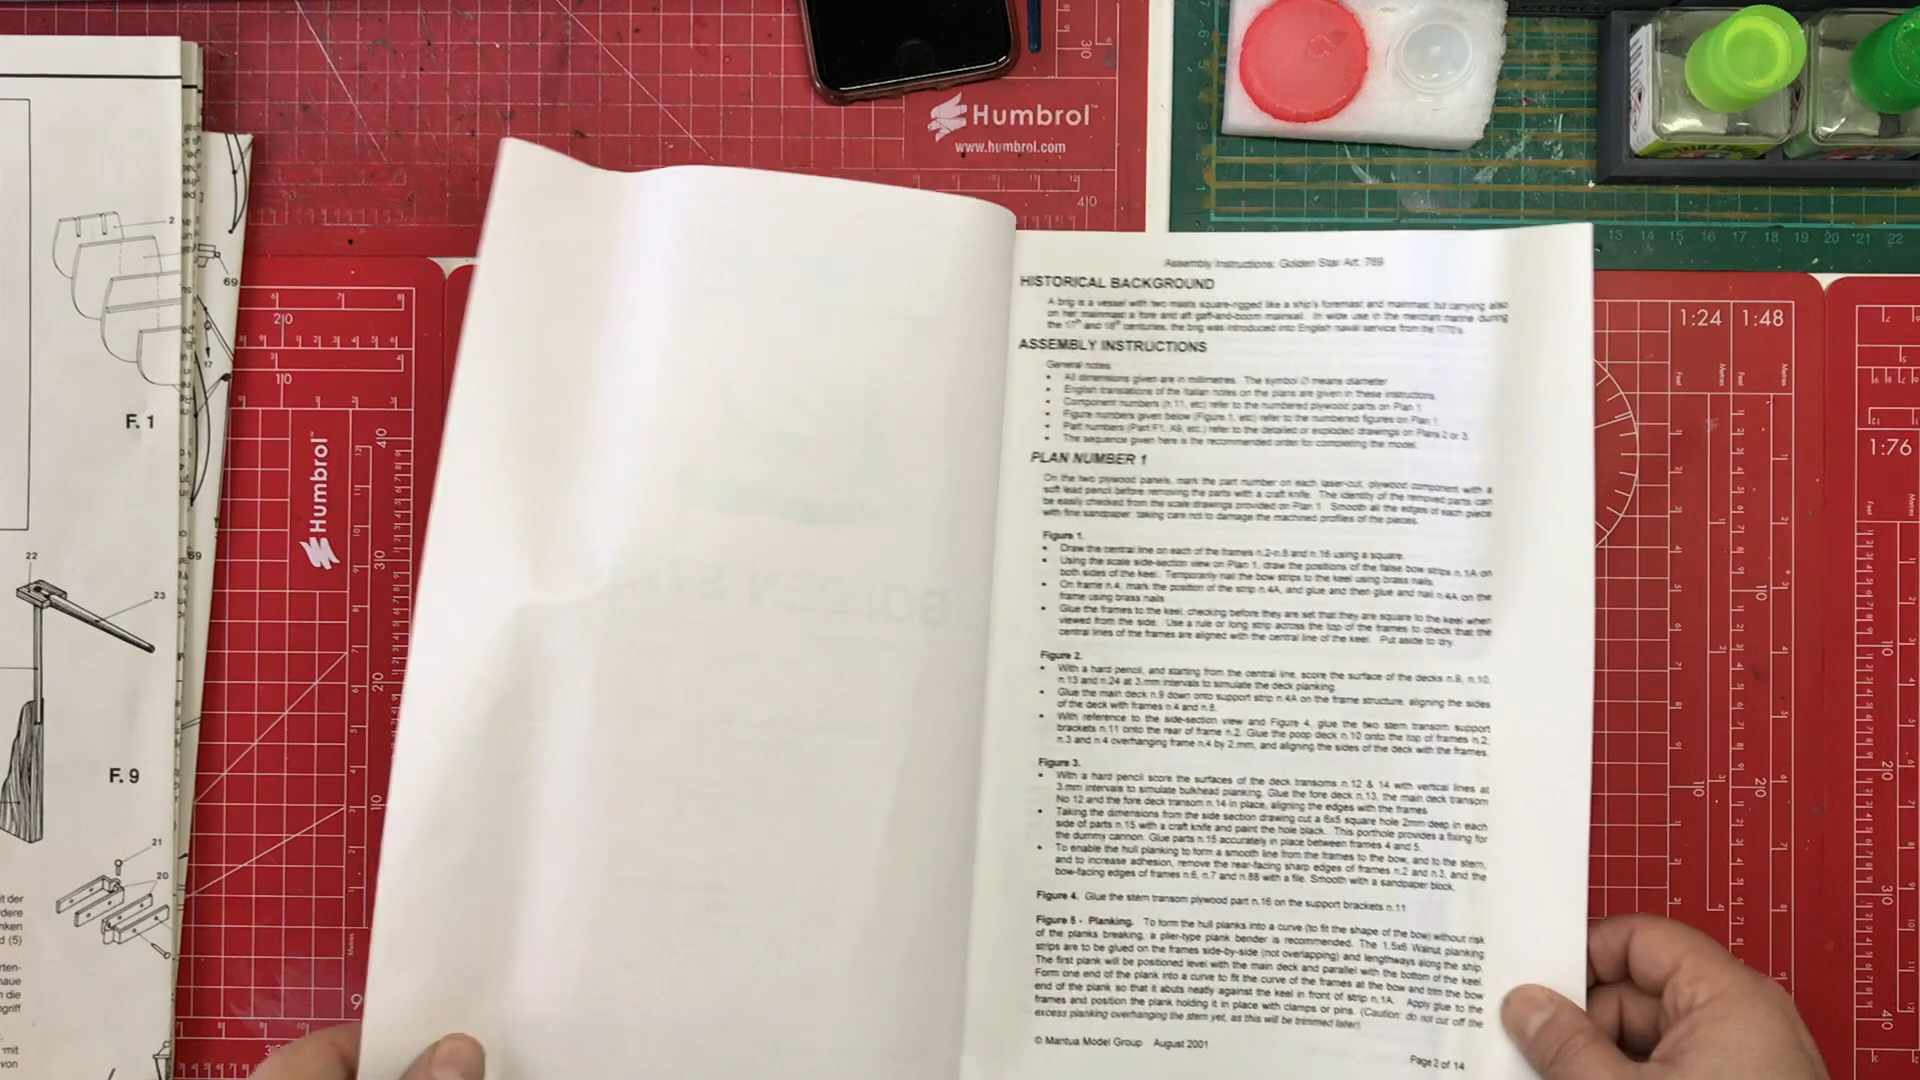 Humbrol™
www.humbrol.com
Assembly Instructions: Golden Star Art. 769
HISTORICAL BACKGROUND
A brig is a vessel with two masts square-rigged like a ship's foremast and mainmast, but carrying also
on her mainmast a fore and aft gaff-and-boom mainsail. In wide use in the merchant marine during
the 17th and 18th centuries, the brig was introduced into English naval service from the 1770's.
ASSEMBLY INSTRUCTIONS
General notes
• All dimensions given are in millimetres. The symbol Ø means diameter
• English translations of the Italian notes on the plans are given in these instructions.
• Component numbers (n.11, etc) refer to the numbered plywood parts on Plan 1.
• Figure numbers given below (Figure 1, etc) refer to the numbered figures on Plan 1
• Part numbers (Part F1, A9, etc.) refer to the detailed or exploded drawings on Plans 2 or 3.
• The sequence given here is the recommended order for completing the model.
PLAN NUMBER 1
On the two plywood panels, mark the part number on each laser-cut, plywood component with a
soft lead pencil before removing the parts with a craft knife. The identity of the removed parts can
be easily checked from the scale drawings provided on Plan 1. Smooth all the edges of each piece
with fine sandpaper, taking care not to damage the machined profiles of the pieces.
Figure 1.
• Draw the central line on each of the frames n.2-n.8 and n.16 using a square.
• Using the scale side-section view on Plan 1, draw the positions of the false bow strips n.1A on
both sides of the keel. Temporarily nail the bow strips to the keel using brass nails.
• On frame n.4, mark the position of the strip n.4A, and glue and then glue and nail n.4A on the
frame using brass nails
• Glue the frames to the keel, checking before they are set that they are square to the keel when
viewed from the side. Use a rule or long strip across the top of the frames to check that the
central lines of the frames are aligned with the central line of the keel. Put aside to dry.
Figure 2.
• With a hard pencil, and starting from the central line, score the surface of the decks n.9, n.10,
n.13 and n.24 at 3.mm intervals to simulate the deck planking.
• Glue the main deck n.9 down onto support strip n.4A on the frame structure, aligning the sides
of the deck with frames n.4 and n.5.
• With reference to the side-section view and Figure 4, glue the two stern transom support
brackets n.11 onto the rear of frame n.2. Glue the poop deck n.10 onto the top of frames n.2,
n.3 and n.4 overhanging frame n.4 by 2.mm, and aligning the sides of the deck with the frames.
Figure 3.
• With a hard pencil score the surfaces of the deck transoms n.12 & 14 with vertical lines at
3.mm intervals to simulate bulkhead planking. Glue the fore deck n.13, the main deck transom
No 12 and the fore deck transom n.14 in place, aligning the edges with the frames.
• Taking the dimensions from the side section drawing cut a 6x5 square hole 2mm deep in each
side of parts n.15 with a craft knife and paint the hole black. This porthole provides a fixing for
the dummy cannon. Glue parts n.15 accurately in place between frames 4 and 5.
• To enable the hull planking to form a smooth line from the frames to the bow, and to the stern,
and to increase adhesion, remove the rear-facing sharp edges of frames n.2 and n.3, and the
bow-facing edges of frames n.6, n.7 and n.88 with a file. Smooth with a sandpaper block.
Figure 4. Glue the stern transom plywood part n.16 on the support brackets n.11
Figure 5 - Planking. To form the hull planks into a curve (to fit the shape of the bow) without risk
of the planks breaking, a plier-type plank bender is recommended. The 1.5x6 Walnut planking
strips are to be glued on the frames side-by-side (not overlapping) and lengthways along the ship.
The first plank will be positioned level with the main deck and parallel with the bottom of the keel.
Form one end of the plank into a curve to fit the curve of the frames at the bow and trim the bow
end of the plank so that it abuts neatly against the keel in front of strip n.1A. Apply glue to the
frames and position the plank holding it in place with clamps or pins. (Caution: do not cut off the
excess planking overhanging the stem yet, as this will be trimmed later).
© Mantua Model Group August 2001
Page 2 of 14
Humbrol™
1:24
1:48
1:76
F. 1
F. 9
2
69
17
22
69
23
21
20